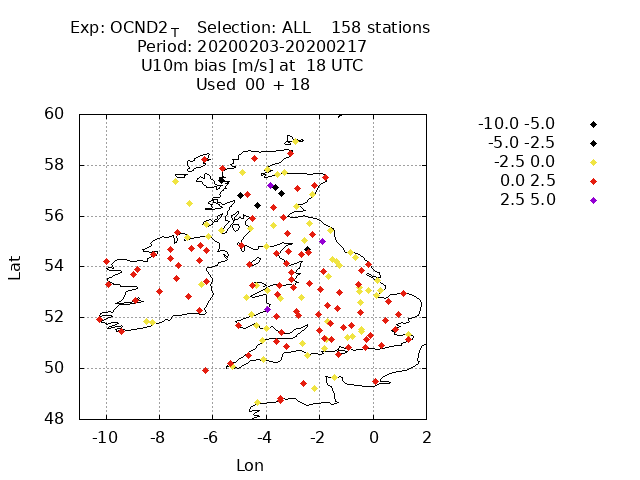 Exp: OCND2T Selection: ALL 158 stations
Period: 20200203-20200217
U10m bias [m/s] at 18 UTC
Used 00 + 18
-10.0 -5.0
-5.0 -2.5
-2.5 0.0
0.0 2.5
2.5 5.0
60
58
56
54
52
50
48
Lat
-10 -8 -6 -4 -2 0 2
Lon